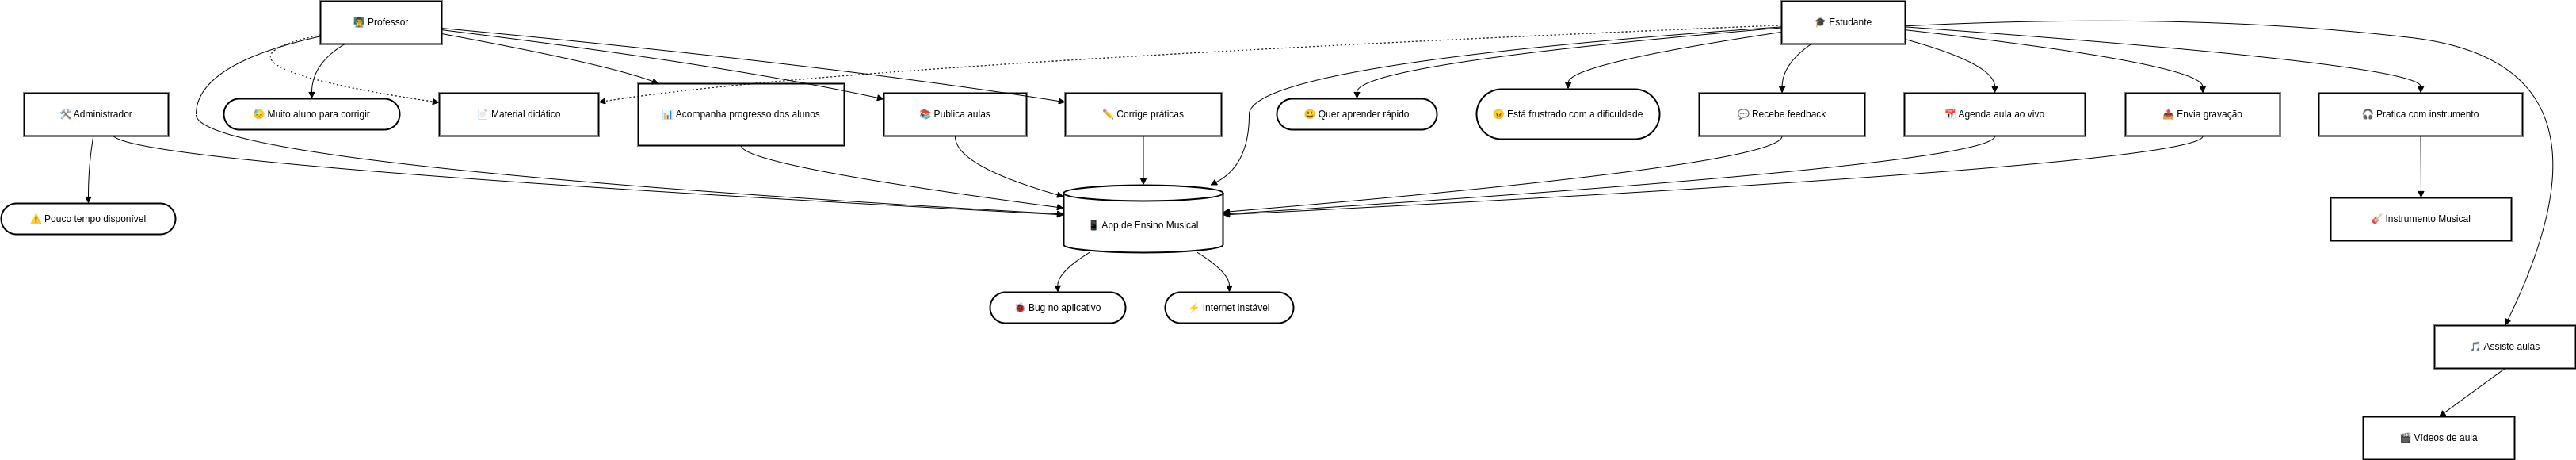 👨‍🏫 Professor
🎓 Estudante
🛠️ Administrador
😓 Muito aluno para corrigir
📄 Material didático
📊 Acompanha progresso dos alunos
📚 Publica aulas
✏️ Corrige práticas
😃 Quer aprender rápido
😠 Está frustrado com a dificuldade
💬 Recebe feedback
📅 Agenda aula ao vivo
📤 Envia gravação
🎧 Pratica com instrumento
⚠️ Pouco tempo disponível
📱 App de Ensino Musical
🎸 Instrumento Musical
🐞 Bug no aplicativo
⚡ Internet instável
🎵 Assiste aulas
🎬 Vídeos de aula